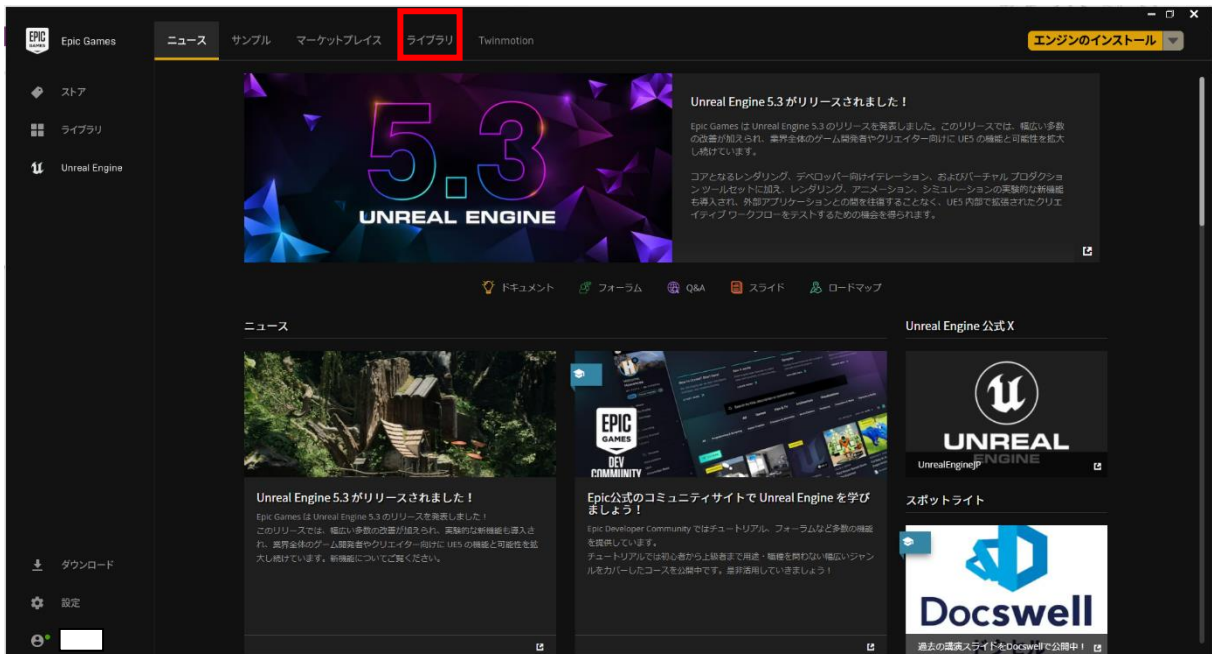 EPIC
GAMES
Epic Games
ニュース
サンプル
マーケットプレイス
ライブラリ
Twinmotion
エンジンのインストール
ストア
ライブラリ
Unreal Engine
5.3
UNREAL ENGINE
Unreal Engine 5.3 がリリースされました！
Epic Games は Unreal Engine 5.3 のリリースを発表しました。このリリースでは、幅広い多数
の改善が加えられ、業界全体のゲーム開発者やクリエイター向けに UE5 の機能と可能性を拡大
し続けています。
コアとなるレンダリング、デベロッパー向けイテレーション、およびバーチャル プロダクショ
ン ツールセットに加え、レンダリング、アニメーション、シミュレーションの実験的な新機能
も導入され、外部アプリケーションとの間を往復することなく、UE5 内部で拡張されたクリエ
イティブ ワークフローをテストするための機会を得られます。
ドキュメント
フォーラム
Q&A
スライド
ロードマップ
ニュース
Unreal Engine 5.3 がリリースされました！
Epic Games は Unreal Engine 5.3 のリリースを発表しました！
このリリースでは、幅広い多数の改善が加えられ、実験的な新機能も導入さ
れ、業界全体のゲーム開発者やクリエイター向けに UE5 の機能と可能性を拡
大し続けています。新機能についてご覧ください。
EPIC
GAMES
DEV
COMMUNITY
Epic公式のコミュニティサイトで Unreal Engine を学び
ましょう！
Epic Developer Community ではチュートリアル、フォーラムなど多数の機能
を提供しています。
チュートリアルでは初心者から上級者まで用途・職種を問わない幅広いジャン
ルをカバーしたコースを公開中です。是非活用していきましょう！
Unreal Engine 公式 X
UNREAL
ENGINE
UnrealEngineJP
スポットライト
Docswell
過去の講演スライドをDocswellで公開中！
ダウンロード
設定